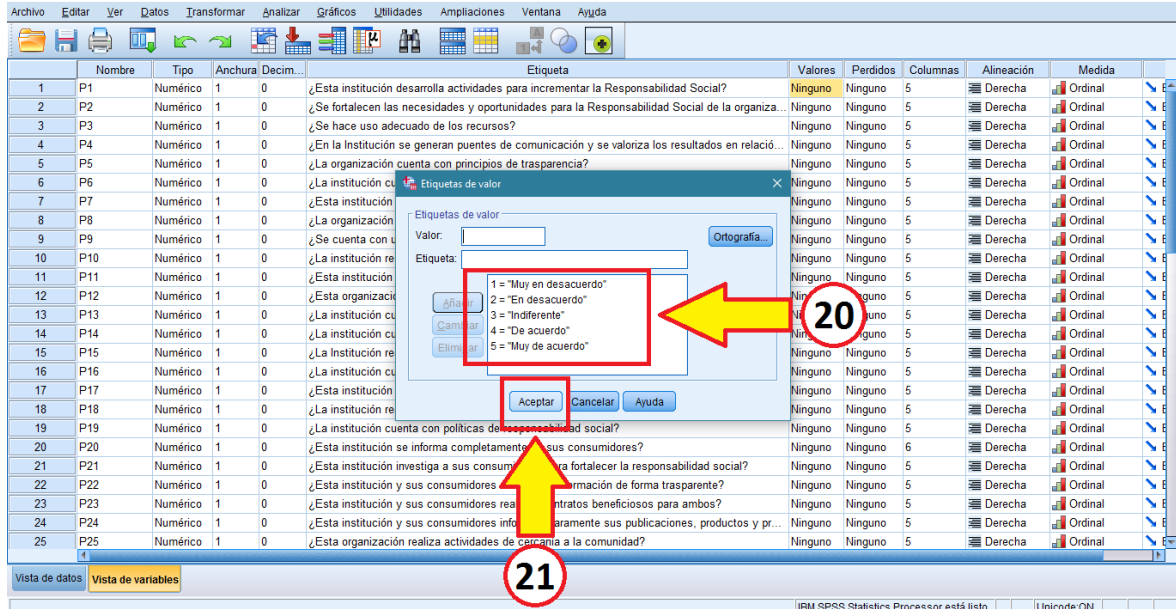 Archivo Editar Ver Datos Transformar Analizar Gráficos Utilidades Ampliaciones Ventana Ayuda
Nombre Tipo Anchura Decim... Etiqueta Valores Perdidos Columnas Alineación Medida
1 P1 Numérico 1 0 ¿Esta institución desarrolla actividades para incrementar la Responsabilidad Social? Ninguno Ninguno 5 Derecha Ordinal
2 P2 Numérico 1 0 ¿Se fortalecen las necesidades y oportunidades para la Responsabilidad Social de la organiza... Ninguno Ninguno 5 Derecha Ordinal
3 P3 Numérico 1 0 ¿Se hace uso adecuado de los recursos? Ninguno Ninguno 5 Derecha Ordinal
4 P4 Numérico 1 0 ¿En la Institución se generan puentes de comunicación y se valoriza los resultados en relació... Ninguno Ninguno 5 Derecha Ordinal
5 P5 Numérico 1 0 ¿La organización cuenta con principios de trasparencia? Ninguno Ninguno 5 Derecha Ordinal
6 P6 Numérico 1 0 ¿La institución cu Ninguno Ninguno 5 Derecha Ordinal
7 P7 Numérico 1 0 ¿Esta institución Ninguno Ninguno 5 Derecha Ordinal
8 P8 Numérico 1 0 ¿La organización Ninguno Ninguno 5 Derecha Ordinal
9 P9 Numérico 1 0 ¿Se cuenta con u Ninguno Ninguno 5 Derecha Ordinal
10 P10 Numérico 1 0 ¿La institución re Ninguno Ninguno 5 Derecha Ordinal
11 P11 Numérico 1 0 ¿Esta institución Ninguno Ninguno 5 Derecha Ordinal
12 P12 Numérico 1 0 ¿Esta organizació 5 Derecha Ordinal
13 P13 Numérico 1 0 ¿La institución cu 5 Derecha Ordinal
14 P14 Numérico 1 0 ¿La institución cu 5 Derecha Ordinal
15 P15 Numérico 1 0 ¿La Institución re Ninguno Ninguno 5 Derecha Ordinal
16 P16 Numérico 1 0 ¿La institución cu Ninguno Ninguno 5 Derecha Ordinal
17 P17 Numérico 1 0 ¿Esta institución Ninguno Ninguno 5 Derecha Ordinal
18 P18 Numérico 1 0 ¿La institución re Ninguno Ninguno 5 Derecha Ordinal
19 P19 Numérico 1 0 ¿La institución cuenta con políticas de responsabilidad social? Ninguno Ninguno 5 Derecha Ordinal
20 P20 Numérico 1 0 ¿Esta institución se informa completamente sus consumidores? Ninguno Ninguno 6 Derecha Ordinal
21 P21 Numérico 1 0 ¿Esta institución investiga a sus fortalecer la responsabilidad social? Ninguno Ninguno 5 Derecha Ordinal
22 P22 Numérico 1 0 ¿Esta institución y sus consumidores de forma trasparente? Ninguno Ninguno 5 Derecha Ordinal
23 P23 Numérico 1 0 ¿Esta institución y sus consumidores beneficiosos para ambos? Ninguno Ninguno 5 Derecha Ordinal
24 P24 Numérico 1 0 ¿Esta institución y sus consumidores sus publicaciones, productos y pr... Ninguno Ninguno 5 Derecha Ordinal
25 P25 Numérico 1 0 ¿Esta organización realiza actividades de cercanía a la comunidad? Ninguno Ninguno 5 Derecha Ordinal
Etiquetas de valor
Etiquetas de valor
Valor:
Ortografía...
Etiqueta:
1 = "Muy en desacuerdo"
2 = "En desacuerdo"
3 = "Indiferente"
4 = "De acuerdo"
5 = "Muy de acuerdo"
Añadir
Cambiar
Eliminar
Aceptar Cancelar Ayuda
20
21
Vista de datos Vista de variables
IBM SPSS Statistics Processor está listo Unicode:ON